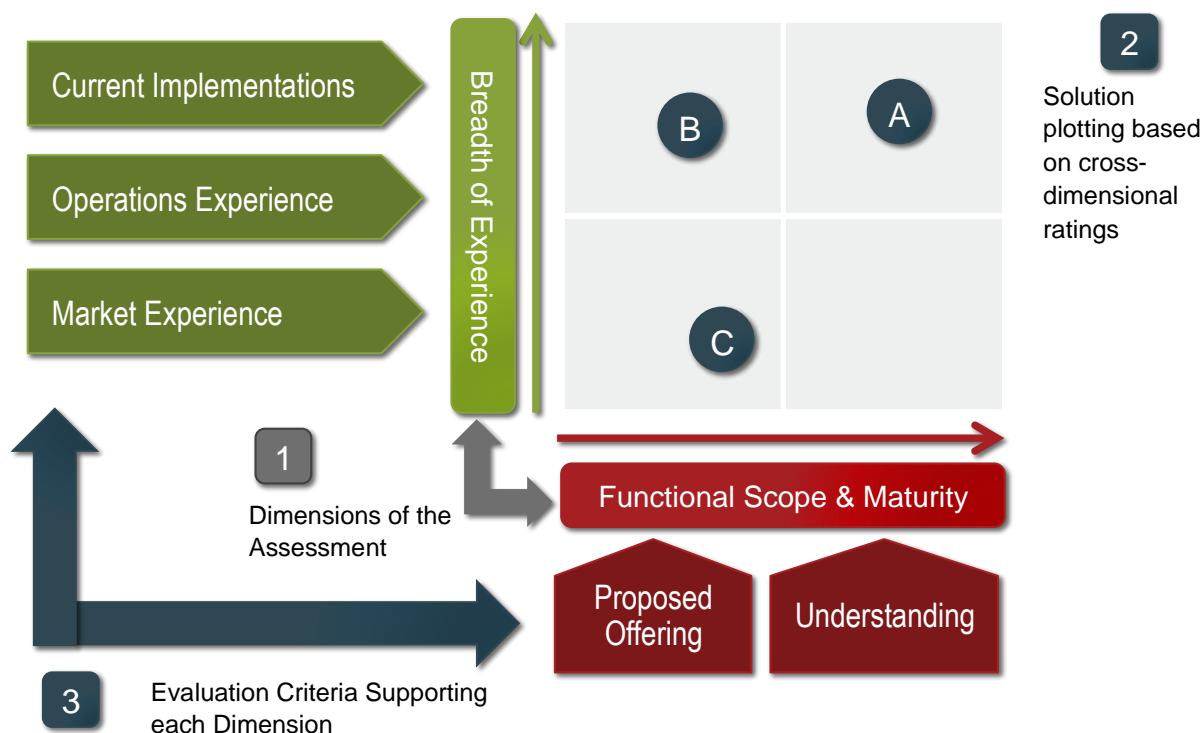 Current Implementations
Operations Experience
Market Experience
Breadth of Experience
B
A
C
2
Solution
plotting based
on cross-
dimensional
ratings
1
Dimensions of the
Assessment
Functional Scope & Maturity
Proposed
Offering
Understanding
3
Evaluation Criteria Supporting
each Dimension